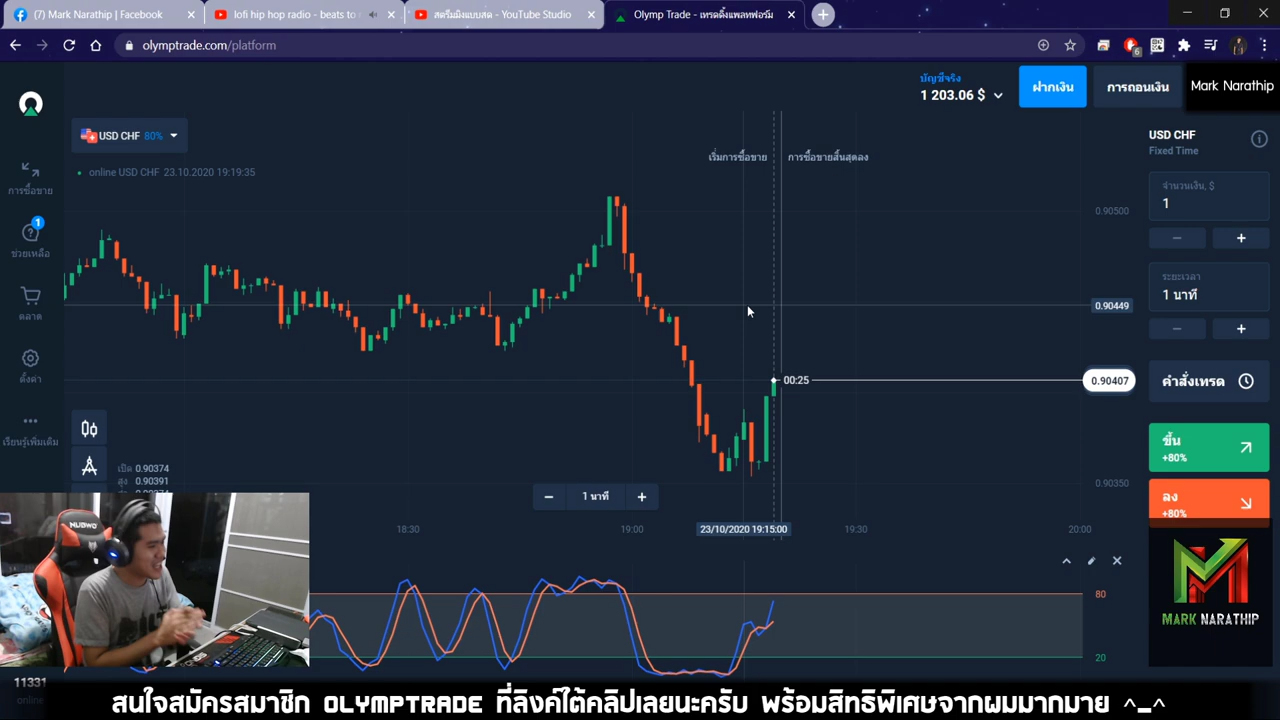 (7) Mark Narathip | Facebook
lofi hip hop radio - beats to
สตรีมมิงแบบสด - YouTube Studio
Olymp Trade - เทรดดิ้งแพลทฟอร์ม
olymptrade.com/platform
6
บัญชีจริง
1 203.06 $
ฝากเงิน
การถอนเงิน
Mark Narathip
USD CHF 80%
online USD CHF 23.10.2020 19:19:35
เริ่มการซื้อขาย
การซื้อขายสิ้นสุดลง
การซื้อขาย
1
ช่วยเหลือ
ตลาด
ตั้งค่า
เรียนรู้เพิ่มเติม
USD CHF
Fixed Time
จำนวนเงิน, $
1
ระยะเวลา
1 นาที
คำสั่งเทรด
ขึ้น
+80%
ลง
+80%
0.90500
0.90449
00:25
0.90407
0.90350
เปิด 0.90374
สูง 0.90391
1 นาที
18:30
19:00
23/10/2020 19:15:00
19:30
20:00
80
20
NUBWO
MARK NARATHIP
11331
online
สนใจสมัครสมาชิก OLYMPTRADE ที่ลิงค์ใต้คลิปเลยนะครับ พร้อมสิทธิพิเศษจากผมมากมาย ^_^